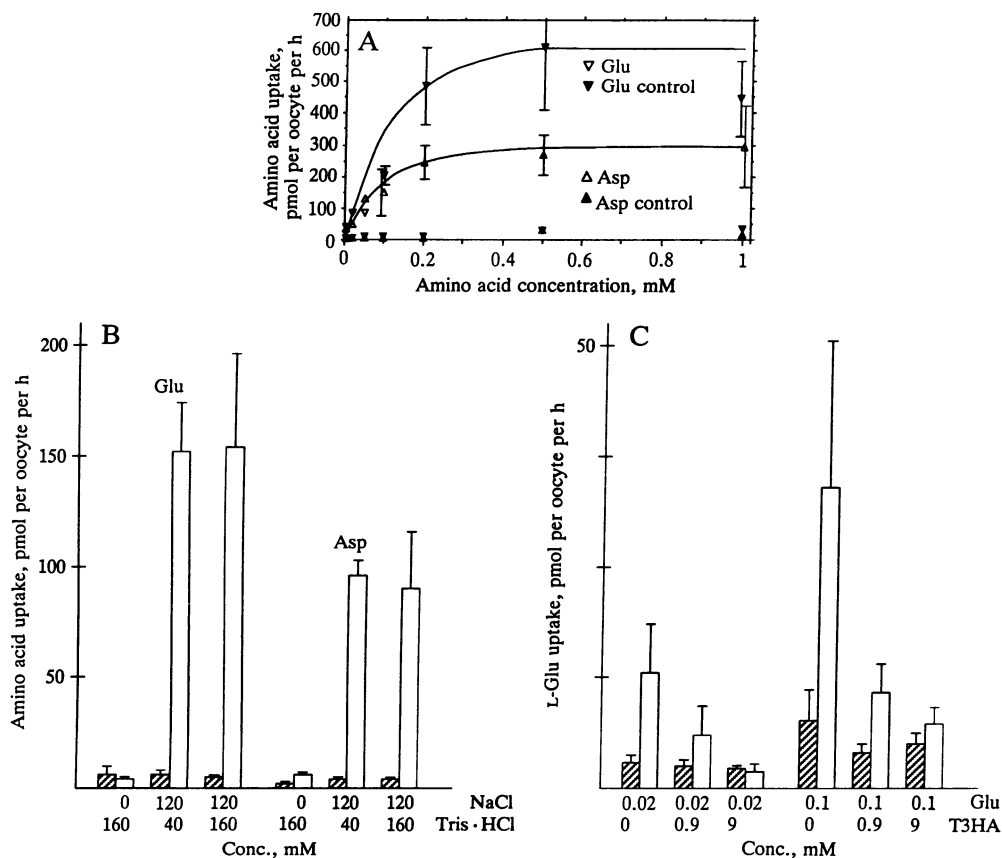 A
Amino acid uptake,
pmol per oocyte per h
700
600
500
400
300
200
100
0
▽ Glu
▼ Glu control
△ Asp
▲ Asp control
0 0.2 0.4 0.6 0.8 1
Amino acid concentration, mM
B
Amino acid uptake, pmol per oocyte per h
200
150
100
50
Glu
Asp
0 120 120 0 120 120 NaCl
160 40 160 160 40 160 Tris · HCl
Conc., mM
C
L-Glu uptake, pmol per oocyte per h
50
0.02 0.02 0.02 0.1 0.1 0.1 Glu
0 0.9 9 0 0.9 9 T3HA
Conc., mM